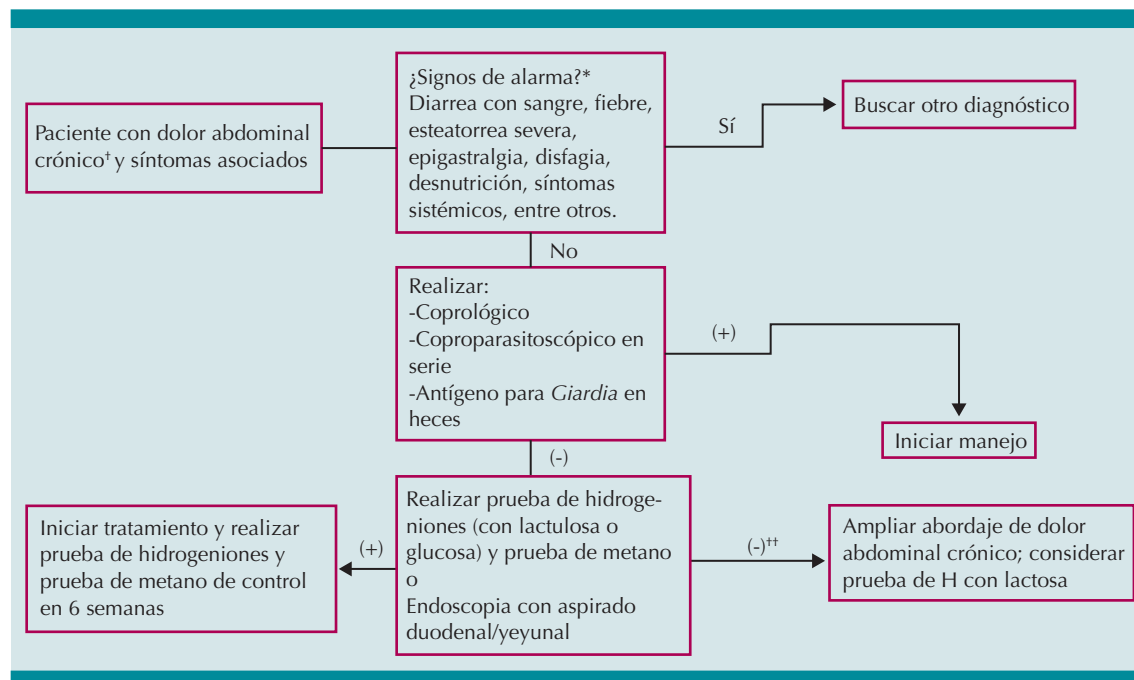 Paciente con dolor abdominal
crónico† y síntomas asociados
¿Signos de alarma?*
Diarrea con sangre, fiebre,
esteatorrea severa,
epigastralgia, disfagia,
desnutrición, síntomas
sistémicos, entre otros.
Sí
Buscar otro diagnóstico
No
Realizar:
-Coprológico
-Coproparasitoscópico en
serie
-Antígeno para Giardia en
heces
(+)
Iniciar manejo
(-)
Realizar prueba de hidroge-
niones (con lactulosa o
glucosa) y prueba de metano
o
Endoscopia con aspirado
duodenal/yeyunal
(+)
Iniciar tratamiento y realizar
prueba de hidrogeniones y
prueba de metano de control
en 6 semanas
(-)††
Ampliar abordaje de dolor
abdominal crónico; considerar
prueba de H con lactosa